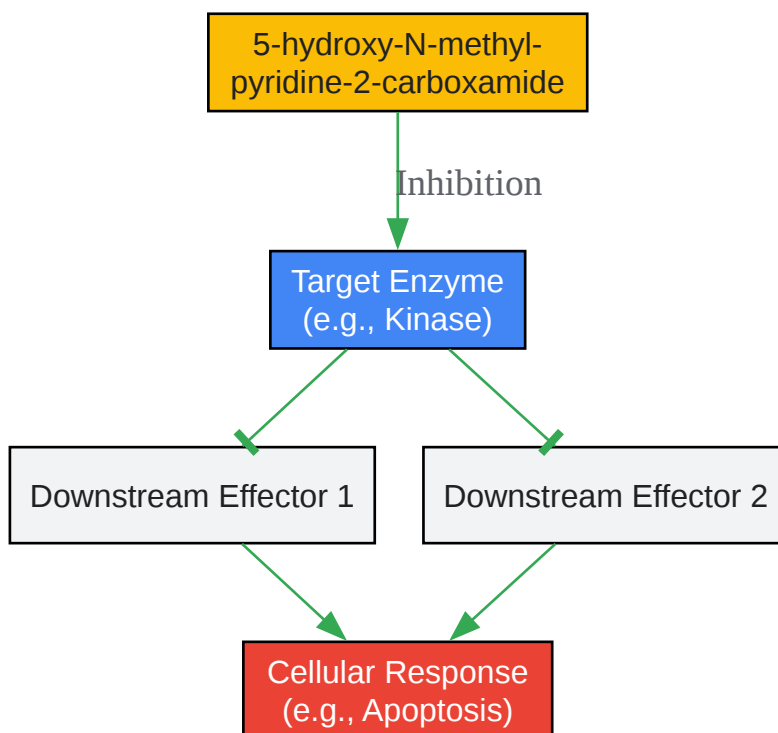 5-hydroxy-N-methyl-
pyridine-2-carboxamide
Inhibition
Target Enzyme
(e.g., Kinase)
Downstream Effector 1
Downstream Effector 2
Cellular Response
(e.g., Apoptosis)